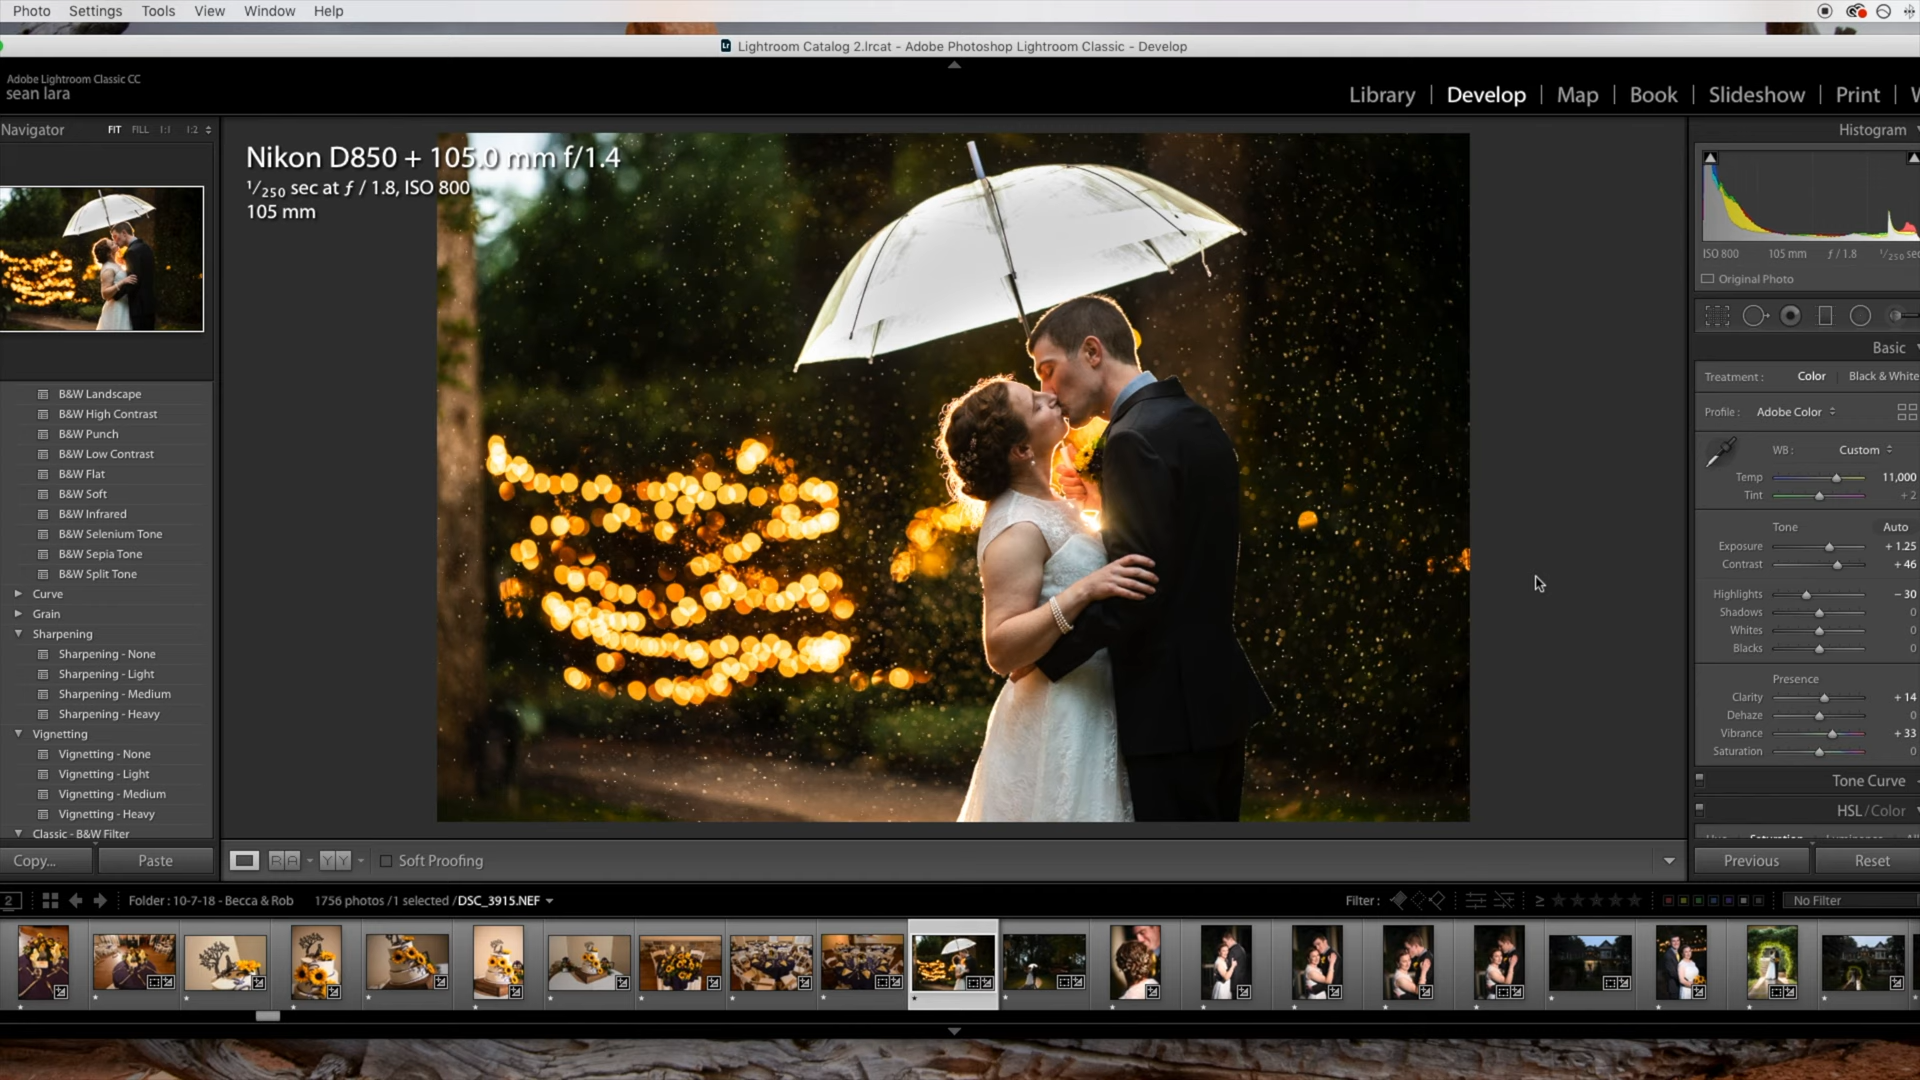 Photo Settings Tools View Window Help
Lightroom Catalog 2.lrcat - Adobe Photoshop Lightroom Classic - Develop
Adobe Lightroom Classic CC
sean lara
Library | Develop | Map | Book | Slideshow | Print |
Navigator FIT FILL 1:1 1:2
Nikon D850 + 105.0 mm f/1.4
1/250 sec at ƒ / 1.8, ISO 800
105 mm
B&W Landscape
B&W High Contrast
B&W Punch
B&W Low Contrast
B&W Flat
B&W Soft
B&W Infrared
B&W Selenium Tone
B&W Sepia Tone
B&W Split Tone
Curve
Grain
Sharpening
Sharpening - None
Sharpening - Light
Sharpening - Medium
Sharpening - Heavy
Vignetting
Vignetting - None
Vignetting - Light
Vignetting - Medium
Vignetting - Heavy
Classic - B&W Filter
Copy... Paste
Soft Proofing
Histogram
ISO 800 105 mm ƒ / 1.8 1/250 sec
Original Photo
Basic
Treatment : Color Black & White
Profile : Adobe Color
WB : Custom
Temp 11,000
Tint + 2
Tone Auto
Exposure + 1.25
Contrast + 46
Highlights − 30
Shadows 0
Whites 0
Blacks 0
Presence
Clarity + 14
Dehaze 0
Vibrance + 33
Saturation 0
Tone Curve
HSL / Color
Previous Reset
2 Folder : 10-7-18 - Becca & Rob 1756 photos / 1 selected / DSC_3915.NEF Filter : ≥ No Filter